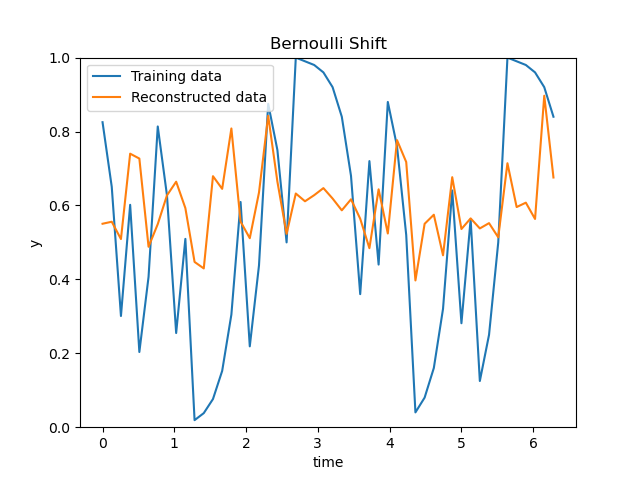 Bernoulli Shift
Training data
Reconstructed data
1.0
0.8
0.6
0.4
0.2
0.0
y
0 1 2 3 4 5 6
time